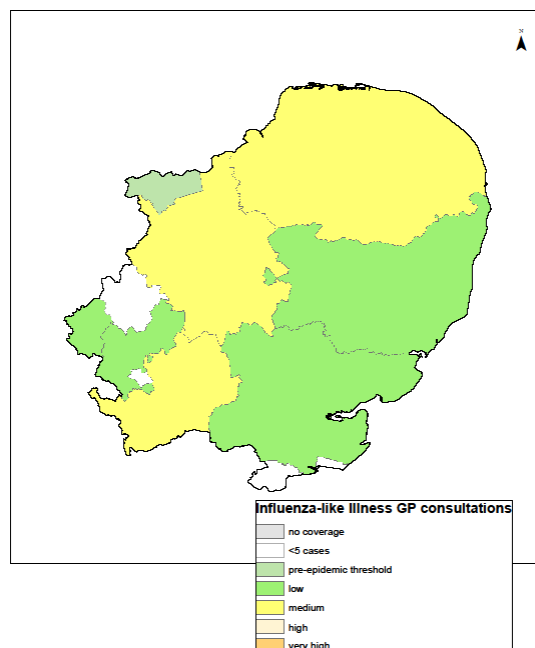 N
Influenza-like Illness GP consultations
no coverage
<5 cases
pre-epidemic threshold
low
medium
high
very high